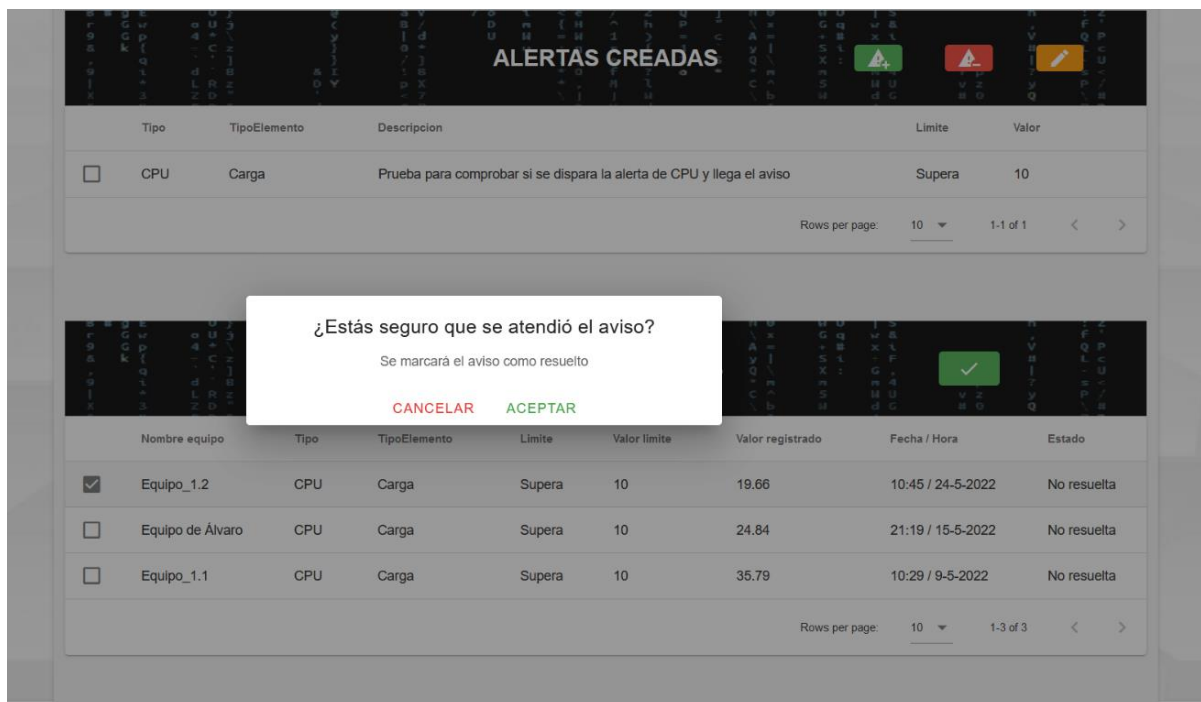 ALERTAS CREADAS
Tipo TipoElemento Descripcion Limite Valor
CPU Carga Prueba para comprobar si se dispara la alerta de CPU y llega el aviso Supera 10
Rows per page: 10 1-1 of 1
¿Estás seguro que se atendió el aviso?
Se marcará el aviso como resuelto
CANCELAR ACEPTAR
Nombre equipo Tipo TipoElemento Limite Valor limite Valor registrado Fecha / Hora Estado
Equipo_1.2 CPU Carga Supera 10 19.66 10:45 / 24-5-2022 No resuelta
Equipo de Álvaro CPU Carga Supera 10 24.84 21:19 / 15-5-2022 No resuelta
Equipo_1.1 CPU Carga Supera 10 35.79 10:29 / 9-5-2022 No resuelta
Rows per page: 10 1-3 of 3